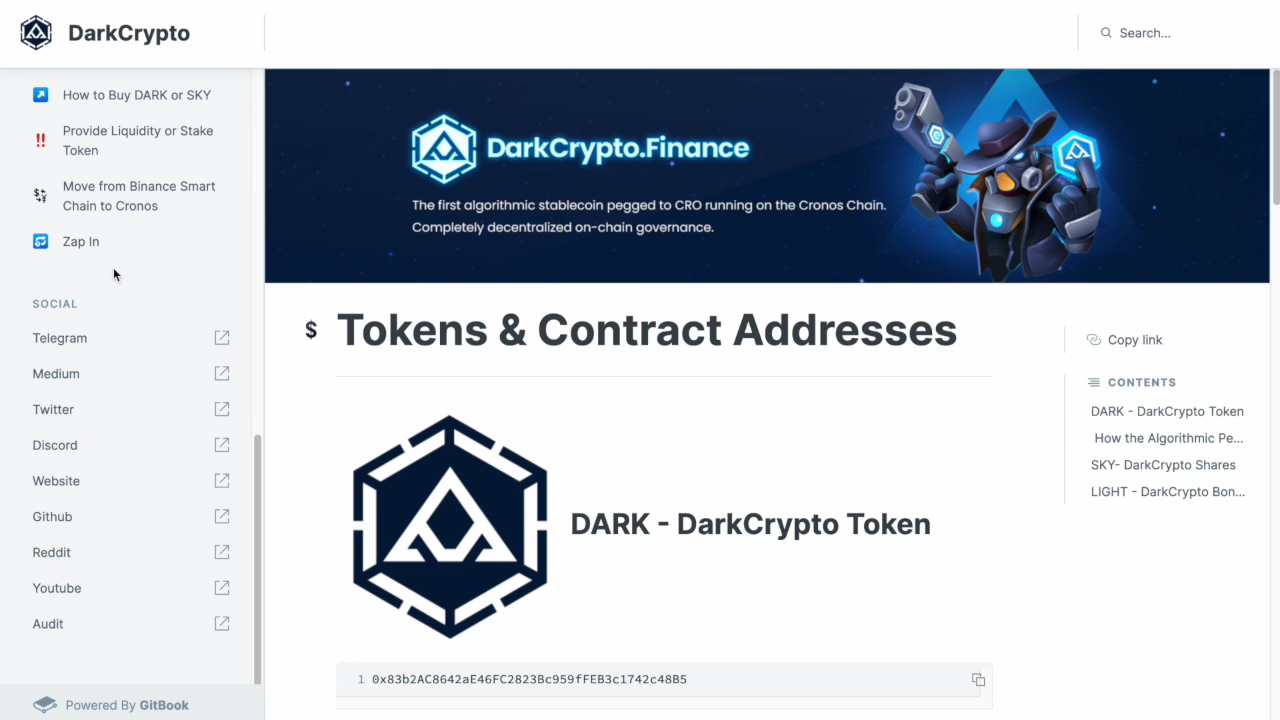 DarkCrypto
Search...
How to Buy DARK or SKY
Provide Liquidity or Stake
Token
Move from Binance Smart
Chain to Cronos
Zap In
SOCIAL
Telegram
Medium
Twitter
Discord
Website
Github
Reddit
Youtube
Audit
Powered By GitBook
DarkCrypto.Finance
The first algorithmic stablecoin pegged to CRO running on the Cronos Chain.
Completely decentralized on-chain governance.
$ Tokens & Contract Addresses
DARK - DarkCrypto Token
1 0x83b2AC8642aE46FC2823Bc959fFEB3c1742c48B5
Copy link
CONTENTS
DARK - DarkCrypto Token
How the Algorithmic Pe...
SKY- DarkCrypto Shares
LIGHT - DarkCrypto Bon...